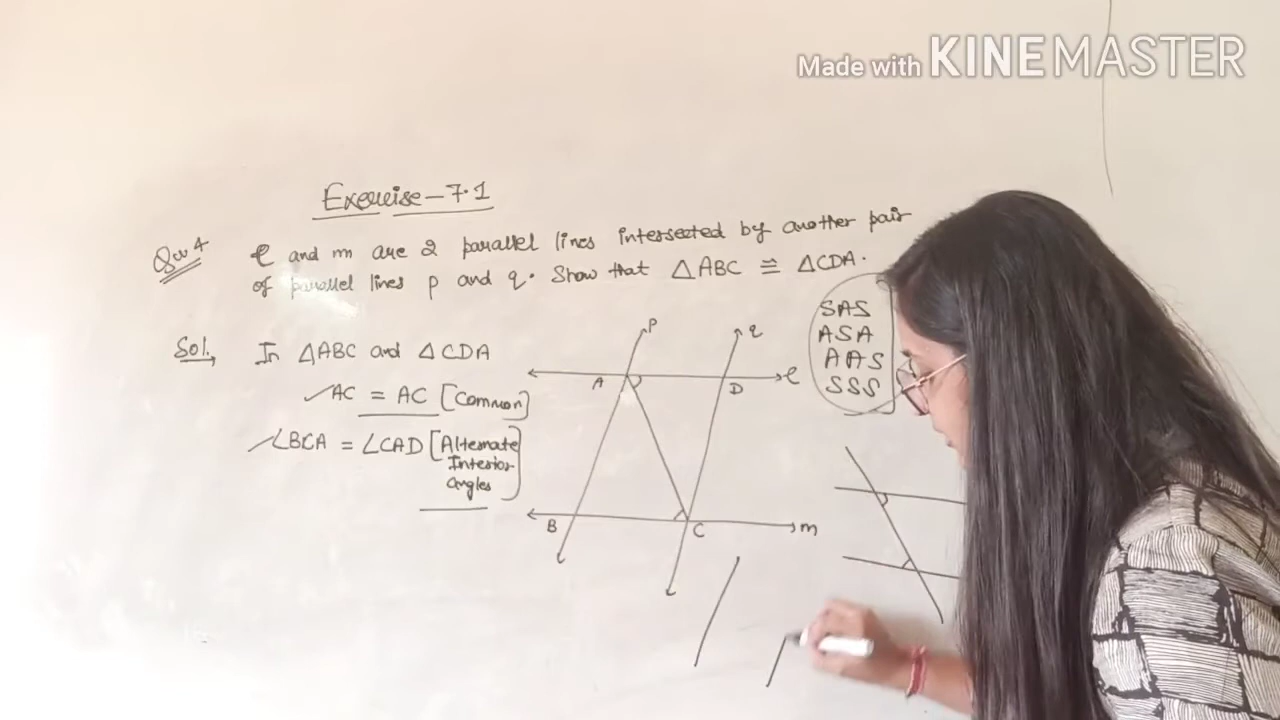 Made with KINEMASTER
Exercise-7.1
Que 4 l and m are 2 parallel lines intersected by another pair
of parallel lines p and q. Show that △ABC ≅ △CDA.
Sol. In △ABC and △CDA
AC = AC [Common]
∠BCA = ∠CAD [Alternate
Interior
angles]
p
q
A
D
l
B
C
m
SAS
ASA
AAS
SSS